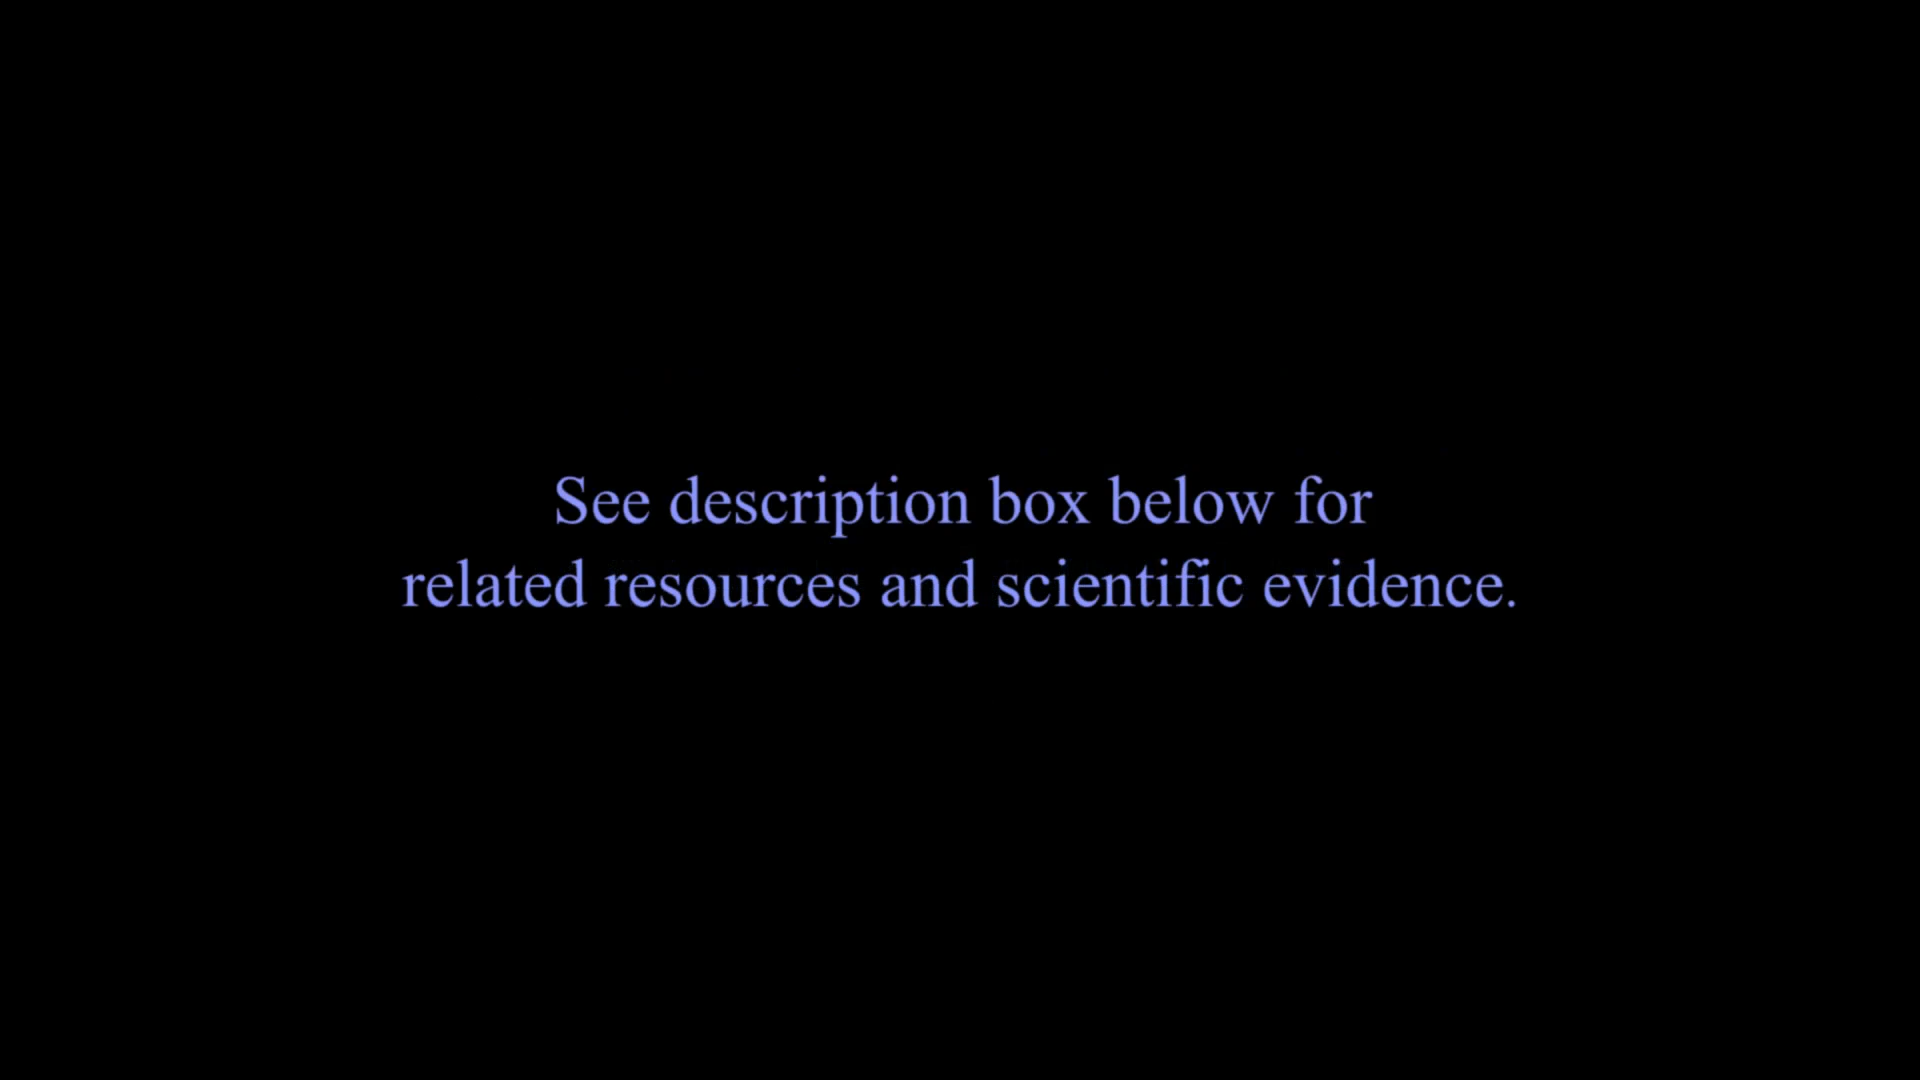 See description box below for
related resources and scientific evidence.